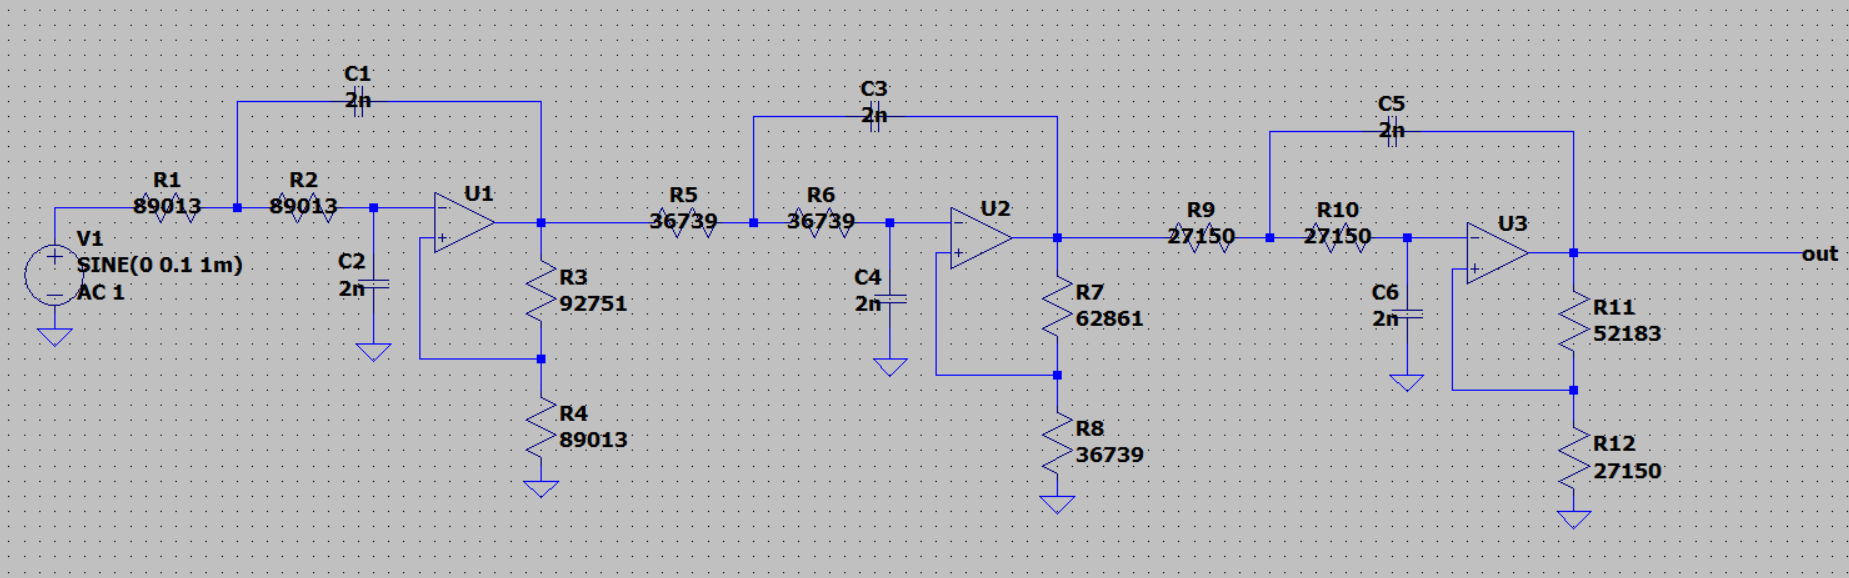 C1
2n
R1
89013
R2
89013
U1
V1
SINE(0 0.1 1m)
AC 1
C2
2n
R3
92751
R4
89013
C3
2n
R5
36739
R6
36739
U2
C4
2n
R7
62861
R8
36739
C5
2n
R9
27150
R10
27150
U3
C6
2n
R11
52183
R12
27150
out